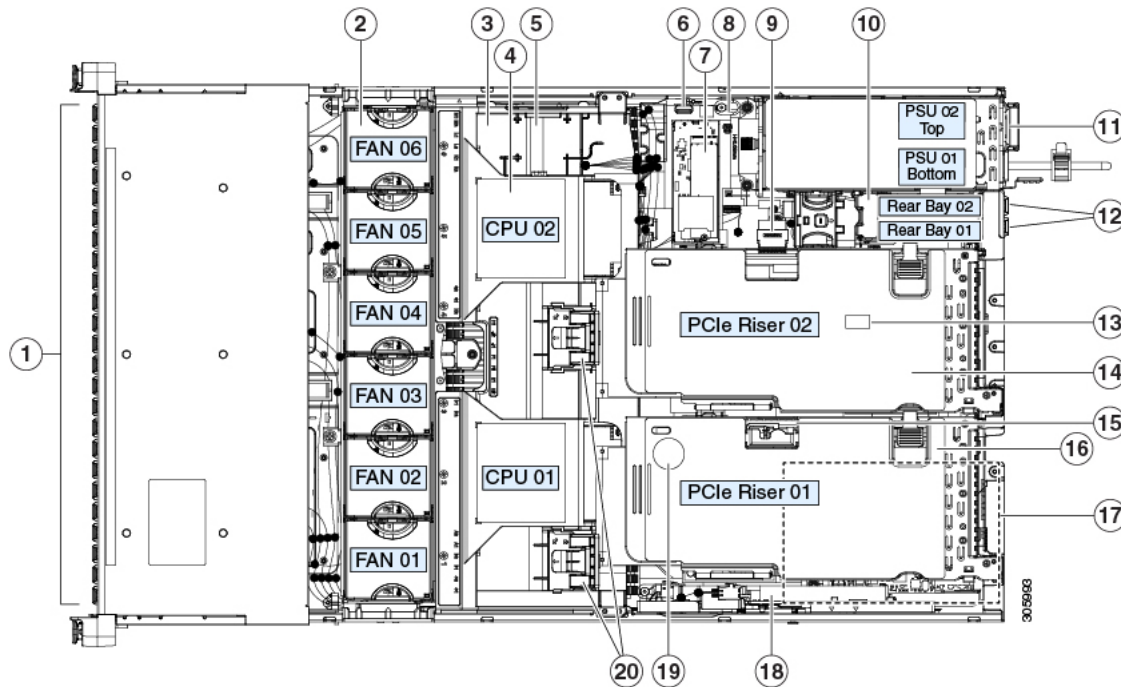 2
3
4
5
6
7
8
9
10
PSU 02
Top
11
PSU 01
Bottom
FAN 06
Rear Bay 02
12
Rear Bay 01
FAN 05
CPU 02
FAN 04
PCIe Riser 02
13
1
14
FAN 03
15
16
FAN 02
CPU 01
PCIe Riser 01
17
FAN 01
305993
20
19
18